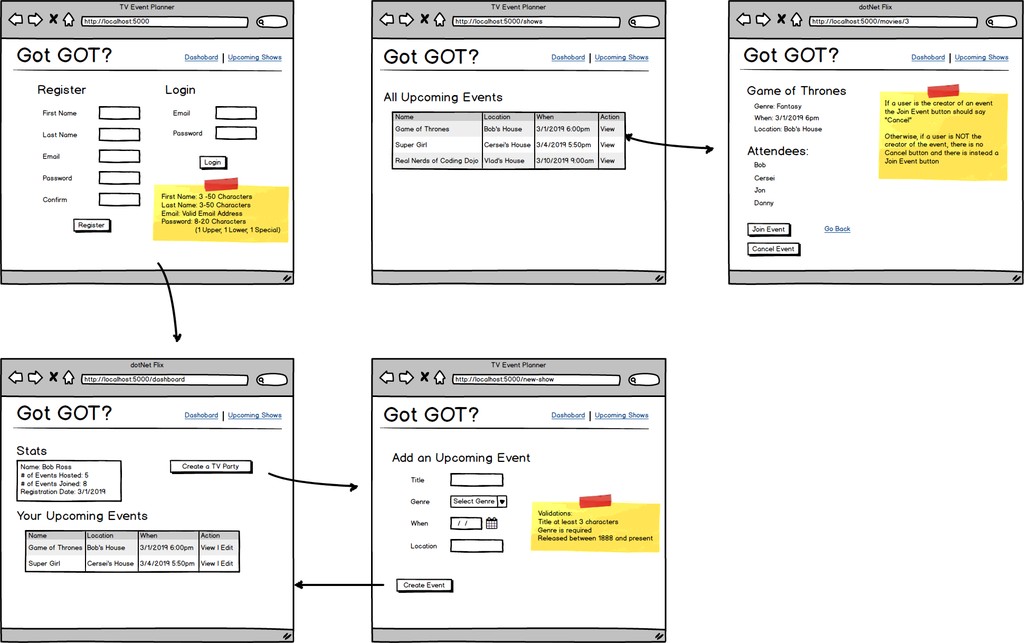 TV Event Planner
http://localhost:5000
Got GOT?
Dashobard | Upcoming Shows
Register
Login
First Name
Last Name
Email
Password
Confirm
Register
Email
Password
Login
First Name: 3 -50 Characters
Last Name: 3-50 Characters
Email: Valid Email Address
Password: 8-20 Characters
(1 Upper, 1 Lower, 1 Special)
TV Event Planner
http://localhost:5000/shows
Got GOT?
Dashobard | Upcoming Shows
All Upcoming Events
Name Location When Action
Game of Thrones Bob's House 3/1/2019 6:00pm View
Super Girl Cersei's House 3/4/2019 5:50pm View
Real Nerds of Coding Dojo Vlad's House 3/10/2019 9:00am View
dotNet Flix
http://localhost:5000/movies/3
Got GOT?
Dashobard | Upcoming Shows
Game of Thrones
Genre: Fantasy
When: 3/1/2019 6pm
Location: Bob's House
Attendees:
Bob
Cersei
Jon
Danny
Join Event
Go Back
Cancel Event
If a user is the creator of an event
the Join Event button should say
"Cancel"
Otherwise, if a user is NOT the
creator of the event, there is no
Cancel button and there is instead a
Join Event button
dotNet Flix
http://localhost:5000/dashboard
Got GOT?
Dashobard | Upcoming Shows
Stats
Name: Bob Ross
# of Events Hosted: 5
# of Events Joined: 8
Registration Date: 3/1/2019
Create a TV Party
Your Upcoming Events
Name Location When Action
Game of Thrones Bob's House 3/1/2019 6:00pm View | Edit
Super Girl Cersei's House 3/4/2019 5:50pm View | Edit
TV Event Planner
http://localhost:5000/new-show
Got GOT?
Dashobard | Upcoming Shows
Add an Upcoming Event
Title
Genre Select Genre
When / /
Location
Create Event
Validations:
Title at least 3 characters
Genre is required
Released between 1888 and present